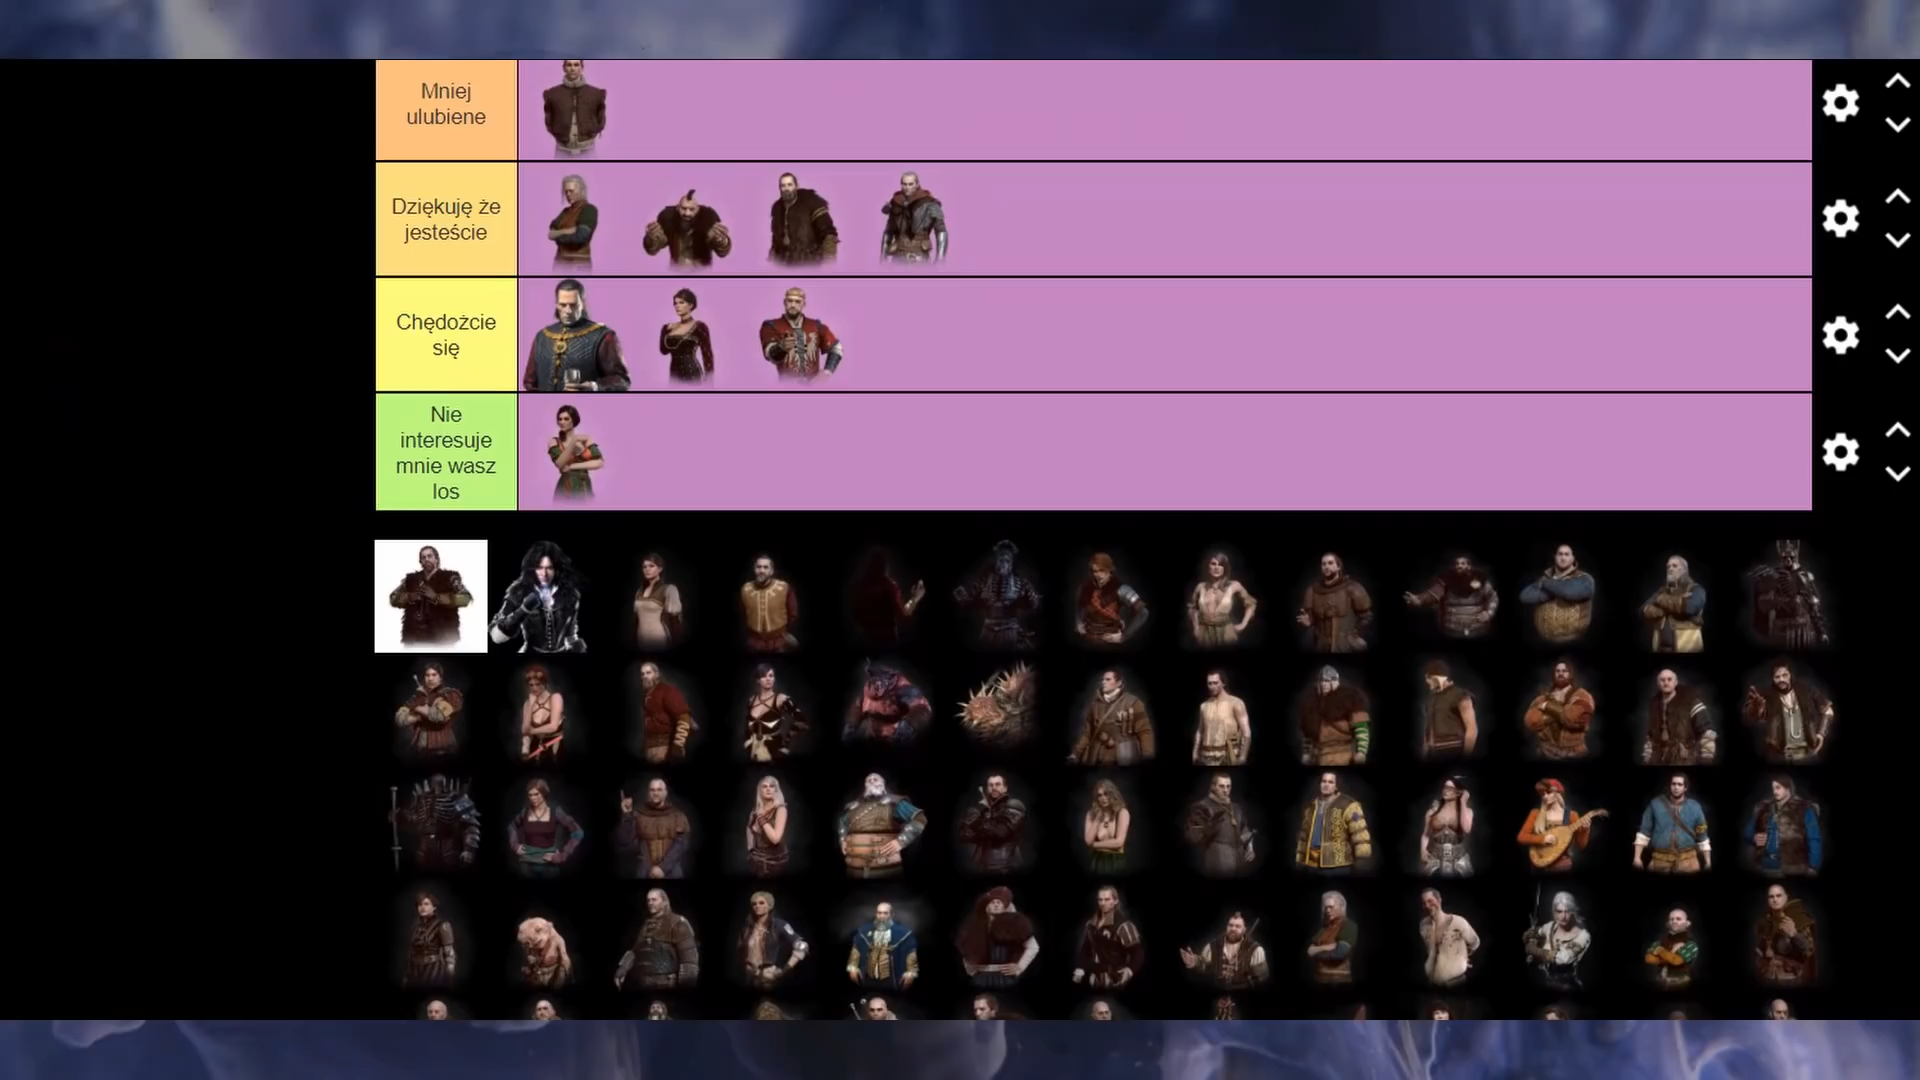 Mniej
ulubiene
Dziękuję że
jesteście
Chędożcie
się
Nie
interesuje
mnie wasz
los